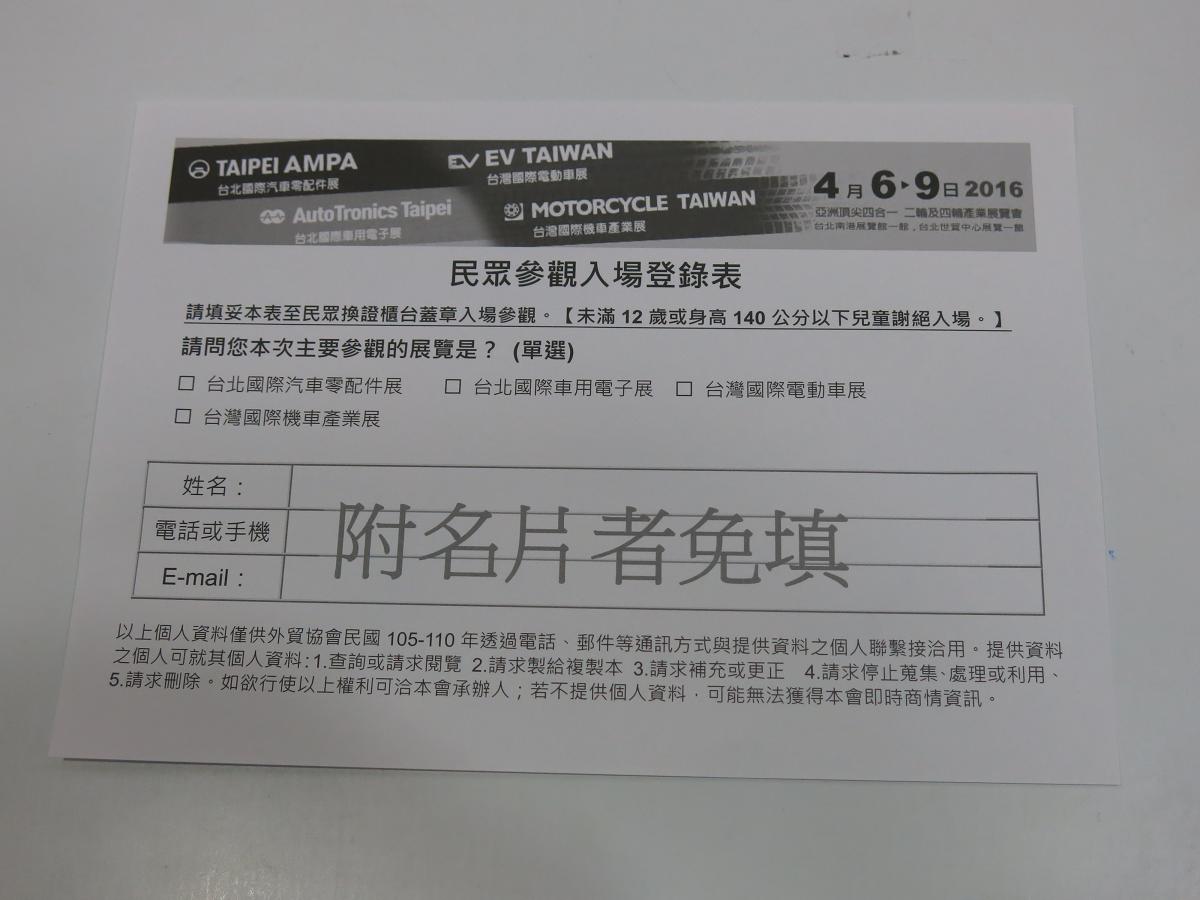 TAIPEI AMPA
台北國際汽車零配件展
EV EV TAIWAN
台灣國際電動車展
AutoTronics Taipei
台北國際車用電子展
MOTORCYCLE TAIWAN
台灣國際機車產業展
4月6▸9日2016
亞洲頂尖四合一 二輪及四輪產業展覽會
台北南港展覽館一館,台北世貿中心展覽一館
民眾參觀入場登錄表
請填妥本表至民眾換證櫃台蓋章入場參觀。【未滿 12 歲或身高 140 公分以下兒童謝絕入場。】
請問您本次主要參觀的展覽是? (單選)
□ 台北國際汽車零配件展 □ 台北國際車用電子展 □ 台灣國際電動車展
□ 台灣國際機車產業展
姓名:
電話或手機
E-mail:
附名片者免填
以上個人資料僅供外貿協會民國 105-110 年透過電話、郵件等通訊方式與提供資料之個人聯繫接洽用。提供資料
之個人可就其個人資料:1.查詢或請求閱覽 2.請求製給複製本 3.請求補充或更正 4.請求停止蒐集、處理或利用、
5.請求刪除。如欲行使以上權利可洽本會承辦人;若不提供個人資料,可能無法獲得本會即時商情資訊。